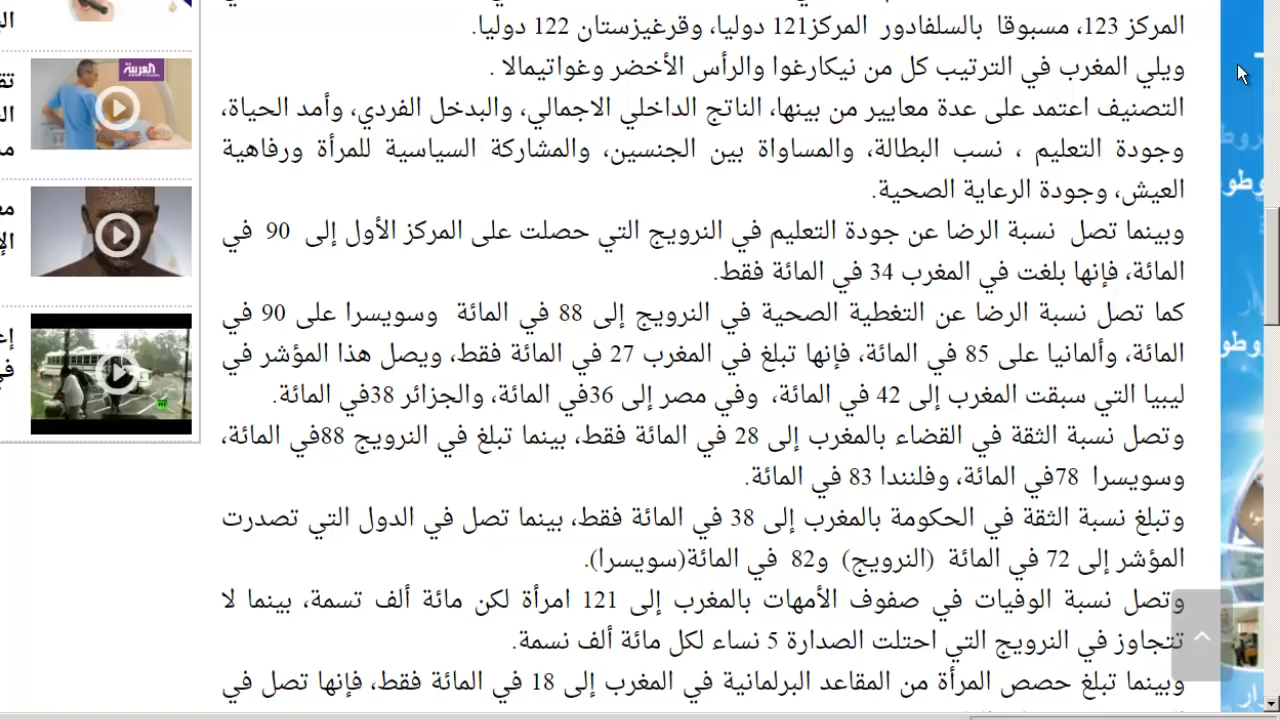 المركز 123، مسبوقا بالسلفادور المركز121 دوليا، وقرغيزستان 122 دوليا.
ويلي المغرب في الترتيب كل من نيكارغوا والرأس الأخضر وغواتيمالا .
التصنيف اعتمد على عدة معايير من بينها، الناتج الداخلي الاجمالي، والبدخل الفردي، وأمد الحياة،
وجودة التعليم ، نسب البطالة، والمساواة بين الجنسين، والمشاركة السياسية للمرأة ورفاهية
العيش، وجودة الرعاية الصحية.
وبينما تصل نسبة الرضا عن جودة التعليم في النرويج التي حصلت على المركز الأول إلى 90 في
المائة، فإنها بلغت في المغرب 34 في المائة فقط.
كما تصل نسبة الرضا عن التغطية الصحية في النرويج إلى 88 في المائة وسويسرا على 90 في
المائة، وألمانيا على 85 في المائة، فإنها تبلغ في المغرب 27 في المائة فقط، ويصل هذا المؤشر في
ليبيا التي سبقت المغرب إلى 42 في المائة، وفي مصر إلى 36في المائة، والجزائر 38في المائة.
وتصل نسبة الثقة في القضاء بالمغرب إلى 28 في المائة فقط، بينما تبلغ في النرويج 88في المائة،
وسويسرا 78في المائة، وفلنندا 83 في المائة.
وتبلغ نسبة الثقة في الحكومة بالمغرب إلى 38 في المائة فقط، بينما تصل في الدول التي تصدرت
المؤشر إلى 72 في المائة (النرويج) و82 في المائة(سويسرا).
وتصل نسبة الوفيات في صفوف الأمهات بالمغرب إلى 121 امرأة لكن مائة ألف تسمة، بينما لا
تتجاوز في النرويج التي احتلت الصدارة 5 نساء لكل مائة ألف نسمة.
وبينما تبلغ حصص المرأة من المقاعد البرلمانية في المغرب إلى 18 في المائة فقط، فإنها تصل في
العربية